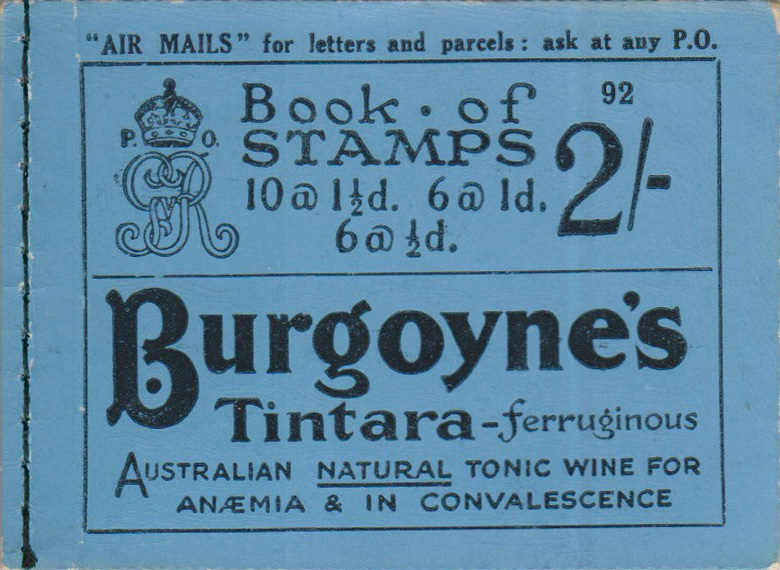 "AIR MAILS" for letters and parcels: ask at any P.O.
P. GR O.
Book · of
STAMPS
92
2/-
10 @ 1½d. 6 @ 1d.
6 @ ½d.
Burgoyne's
Tintara-ferruginous
AUSTRALIAN NATURAL TONIC WINE FOR
ANÆMIA & IN CONVALESCENCE